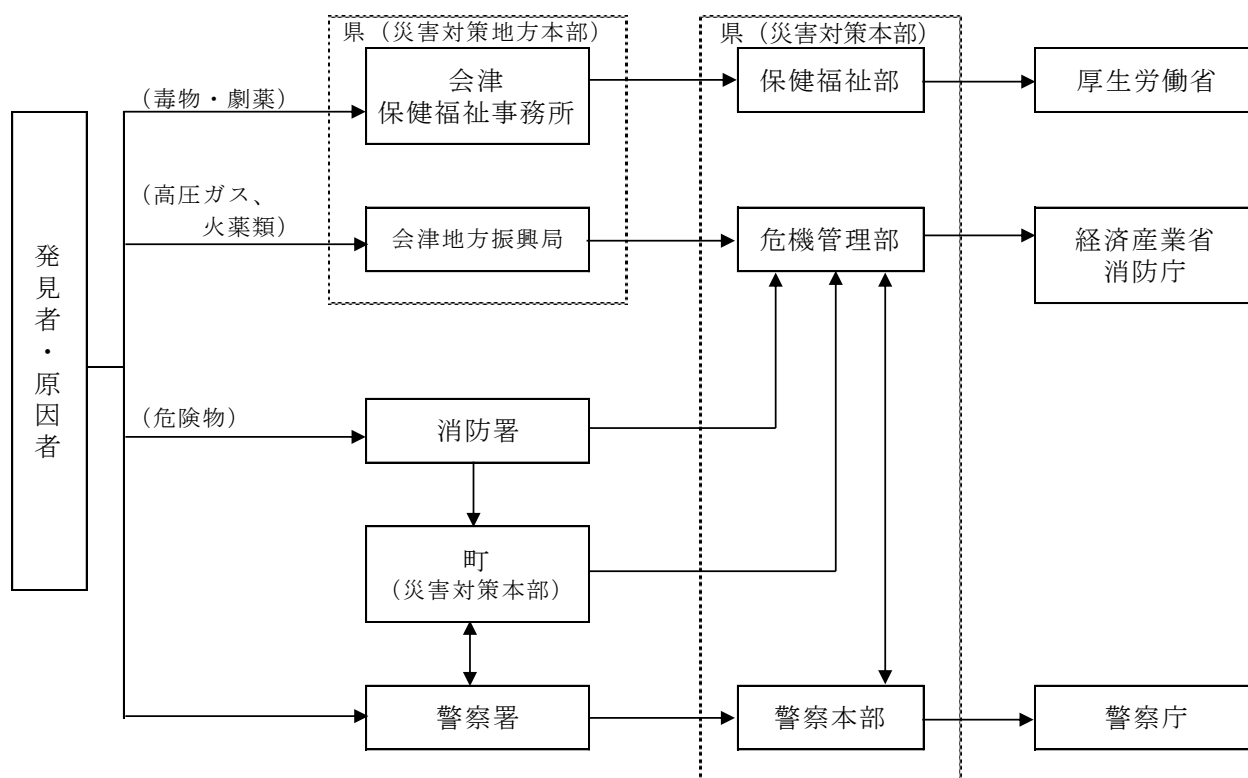 県（災害対策地方本部）
県（災害対策本部）
会津
保健福祉事務所
保健福祉部
厚生労働省
（毒物・劇薬）
（高圧ガス、
火薬類）
会津地方振興局
危機管理部
経済産業省
消防庁
発見者・原因者
（危険物）
消防署
町
（災害対策本部）
警察署
警察本部
警察庁